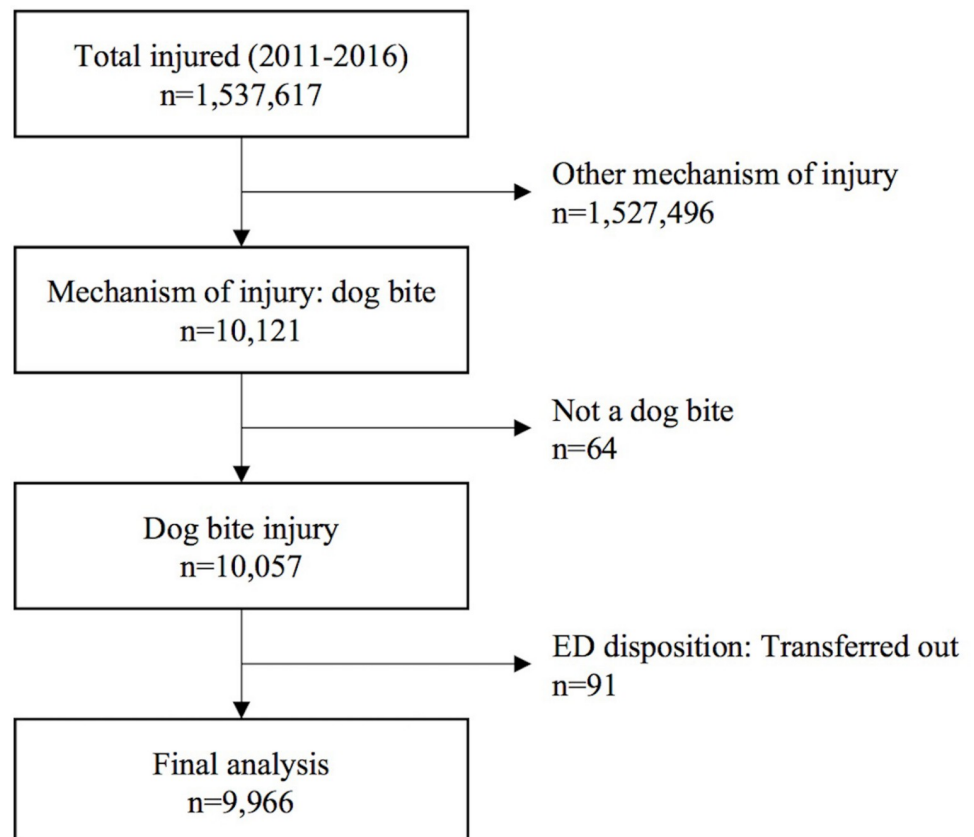 Total injured (2011-2016)
n=1,537,617
Other mechanism of injury
n=1,527,496
Mechanism of injury: dog bite
n=10,121
Not a dog bite
n=64
Dog bite injury
n=10,057
ED disposition: Transferred out
n=91
Final analysis
n=9,966